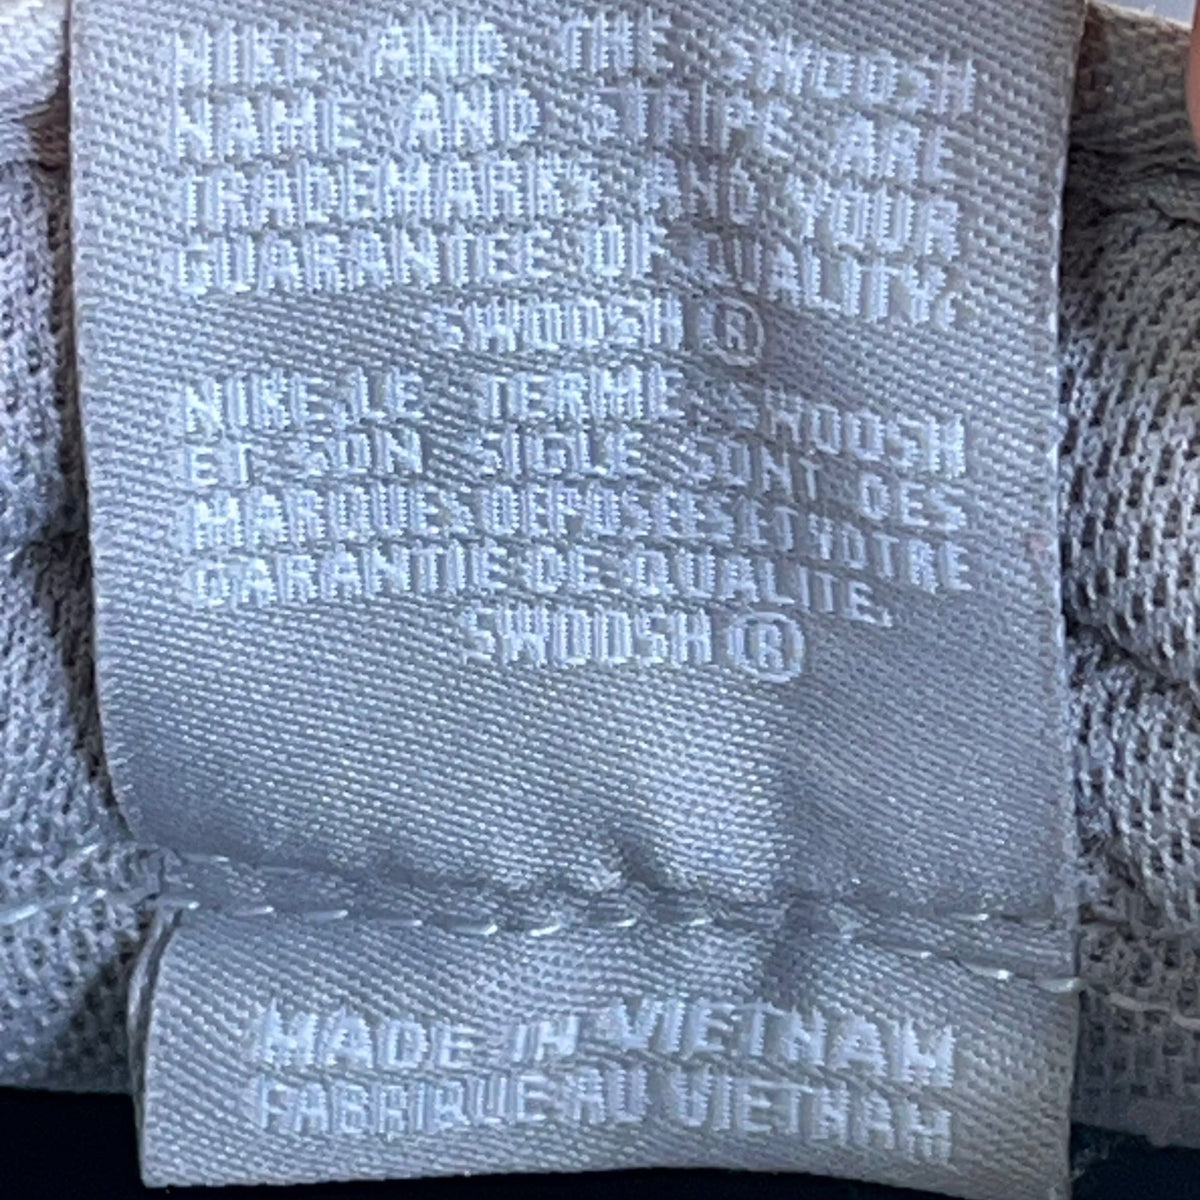 NIKE AND THE SWOOSH
NAME AND STRIPE ARE
TRADEMARKS AND YOUR
GUARANTEE OF QUALITY.
SWOOSH ®
NIKE,LE TERME SWOOSH
ET SON SIGLE SONT DES
MARQUES DEPOSEES ET VOTRE
GARANTIE DE QUALITE.
SWOOSH ®
MADE IN VIETNAM
FABRIQUE AU VIETNAM